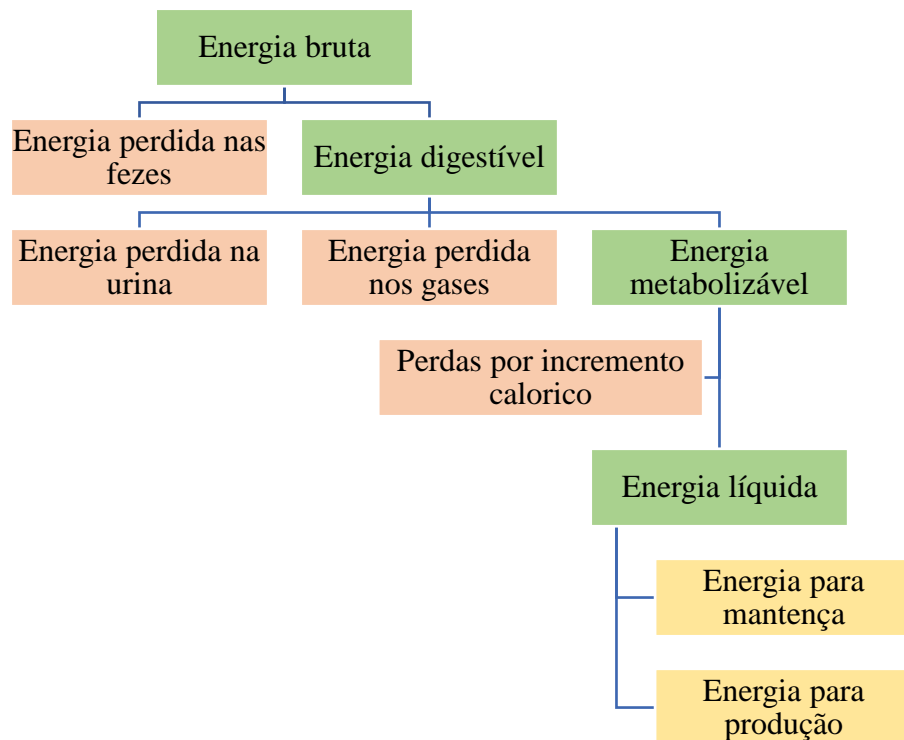 Energia bruta
Energia perdida nas
fezes
Energia digestível
Energia perdida na
urina
Energia perdida
nos gases
Energia
metabolizável
Perdas por incremento
calorico
Energia líquida
Energia para
mantença
Energia para
produção